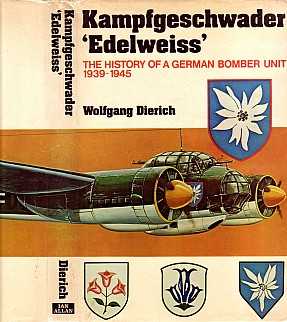 Kampfgeschwader
'Edelweiss'
Dierich
IAN
ALLAN
Kampfgeschwader
'Edelweiss'
THE HISTORY OF A GERMAN BOMBER UNIT
1939-1945
Wolfgang Dierich